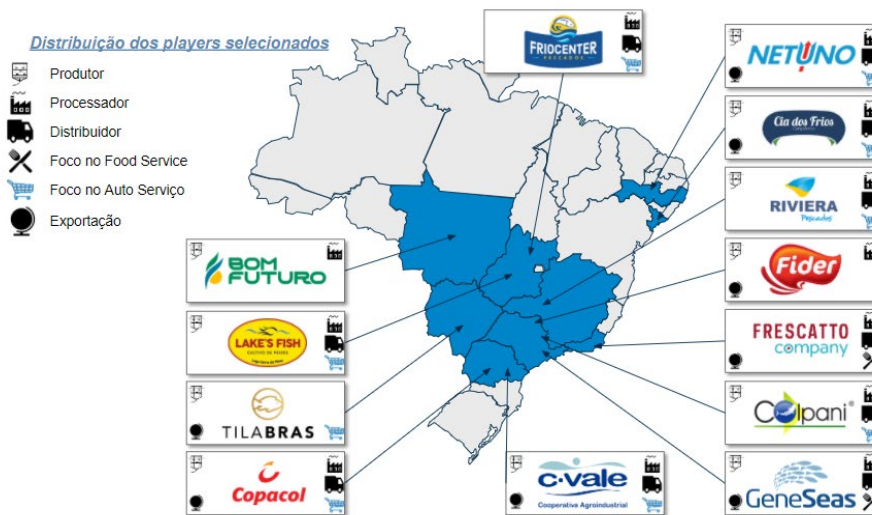 Distribuição dos players selecionados
Produtor
Processador
Distribuidor
Foco no Food Service
Foco no Auto Serviço
Exportação
FRIOCENTER
PESCADOS
NETUNO
Cia dos Frios
RIVIERA
Pescados
Fider
FRESCATTO
company
Colpani®
GeneSeas
BOM
FUTURO
LAKE'S FISH
CULTIVO DE PEIXES
TILABRAS
Copacol
c.vale
Cooperativa Agroindustrial